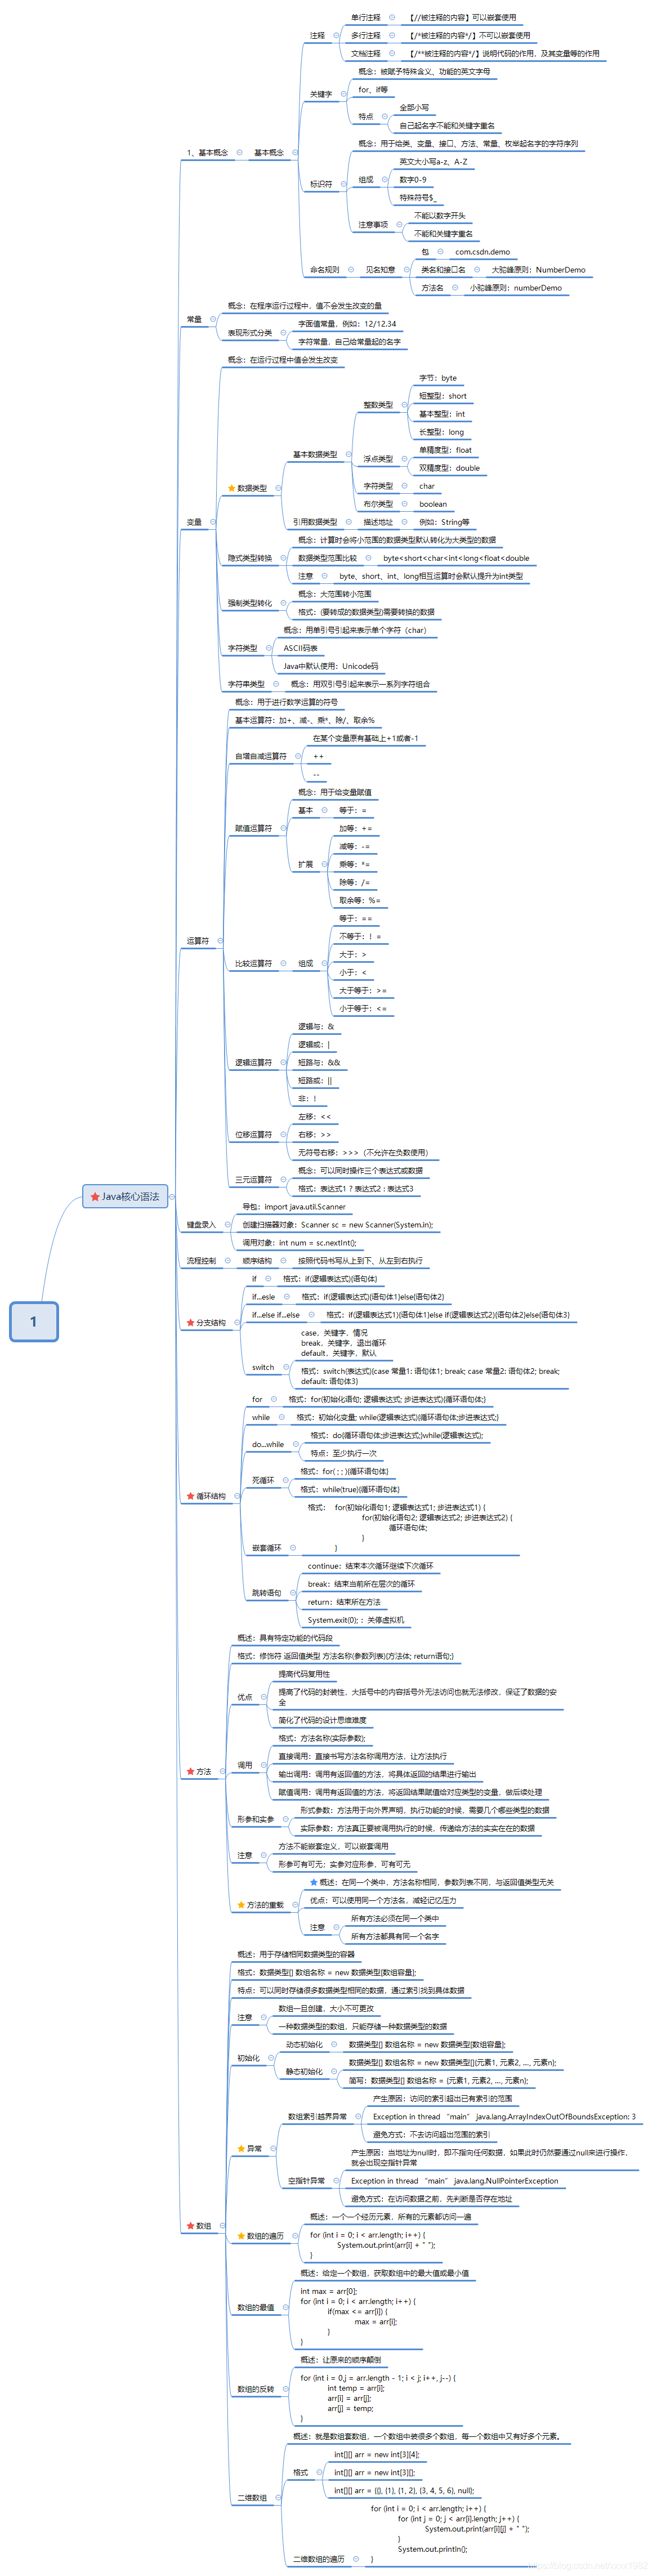 1
Java核心语法
1、基本概念
基本概念
注释
单行注释
【//被注释的内容】可以嵌套使用
多行注释
【/*被注释的内容*/】不可以嵌套使用
文档注释
【/**被注释的内容*/】说明代码的作用，及其变量等的作用
关键字
概念：被赋予特殊含义、功能的英文字母
for、if等
特点
全部小写
自己起名字不能和关键字重名
标识符
概念：用于给类、变量、接口、方法、常量、枚举起名字的字符序列
组成
英文大小写a-z、A-Z
数字0-9
特殊符号$_
注意事项
不能以数字开头
不能和关键字重名
命名规则
见名知意
包
com.csdn.demo
类名和接口名
大驼峰原则：NumberDemo
方法名
小驼峰原则：numberDemo
常量
概念：在程序运行过程中，值不会发生改变的量
表现形式分类
字面值常量，例如：12/12.34
字符常量，自己给常量起的名字
变量
概念：在运行过程中值会发生改变
数据类型
基本数据类型
整数类型
字节：byte
短整型：short
基本整型：int
长整型：long
浮点类型
单精度型：float
双精度型：double
字符类型
char
布尔类型
boolean
引用数据类型
描述地址
例如：String等
隐式类型转换
概念：计算时会将小范围的数据类型默认转化为大类型的数据
数据类型范围比较
byte<short<char<int<long<float<double
注意
byte、short、int、long相互运算时会默认提升为int类型
强制类型转化
概念：大范围转小范围
格式：(要转成的数据类型)需要转换的数据
字符类型
概念：用单引号引起来表示单个字符（char）
ASCII码表
Java中默认使用：Unicode码
字符串类型
概念：用双引号引起来表示一系列字符组合
运算符
概念：用于进行数学运算的符号
基本运算符：加+、减-、乘*、除/、取余%
自增自减运算符
在某个变量原有基础上+1或者-1
++
--
赋值运算符
概念：用于给变量赋值
基本
等于：=
扩展
加等：+=
减等：-=
乘等：*=
除等：/=
取余等：%=
比较运算符
组成
等于：==
不等于：！=
大于：>
小于：<
大于等于：>=
小于等于：<=
逻辑运算符
逻辑与：&
逻辑或：|
短路与：&&
短路或：||
非：！
位移运算符
左移：<<
右移：>>
无符号右移：>>>（不允许在负数使用）
三元运算符
概念：可以同时操作三个表达式或数据
格式：表达式1 ? 表达式2 : 表达式3
键盘录入
导包：import java.util.Scanner
创建扫描器对象：Scanner sc = new Scanner(System.in);
调用对象：int num = sc.nextInt();
流程控制
顺序结构
按照代码书写从上到下、从左到右执行
分支结构
if
格式：if(逻辑表达式){语句体}
if...esle
格式：if(逻辑表达式){语句体1}else{语句体2}
if...else if...else
格式：if(逻辑表达式1){语句体1}else if(逻辑表达式2){语句体2}else{语句体3}
switch
case，关键字，情况
break，关键字，退出循环
default，关键字，默认
格式：switch(表达式){case 常量1: 语句体1; break; case 常量2: 语句体2; break;
default: 语句体3}
循环结构
for
格式：for(初始化语句; 逻辑表达式; 步进表达式){循环语句体;}
while
格式：初始化变量; while(逻辑表达式){循环语句体;步进表达式;}
do...while
格式：do{循环语句体;步进表达式;}while(逻辑表达式);
特点：至少执行一次
死循环
格式：for( ; ; ){循环语句体}
格式：while(true){循环语句体}
嵌套循环
格式： for(初始化语句1; 逻辑表达式1; 步进表达式1) {
for(初始化语句2; 逻辑表达式2; 步进表达式2) {
循环语句体;
}
}
跳转语句
continue：结束本次循环继续下次循环
break：结束当前所在层次的循环
return：结束所在方法
System.exit(0);：关停虚拟机
方法
概述：具有特定功能的代码段
格式：修饰符 返回值类型 方法名称(参数列表){方法体; return语句;}
优点
提高代码复用性
提高了代码的封装性，大括号中的内容括号外无法访问也就无法修改，保证了数据的安
全
简化了代码的设计思维难度
调用
格式：方法名称(实际参数);
直接调用：直接书写方法名称调用方法，让方法执行
输出调用：调用有返回值的方法，将具体返回的结果进行输出
赋值调用：调用有返回值的方法，将返回结果赋值给对应类型的变量，做后续处理
形参和实参
形式参数：方法用于向外界声明，执行功能的时候，需要几个哪些类型的数据
实际参数：方法真正要被调用执行的时候，传递给方法的实实在在的数据
注意
方法不能嵌套定义，可以嵌套调用
形参可有可无；实参对应形参，可有可无
方法的重载
概述：在同一个类中，方法名称相同，参数列表不同，与返回值类型无关
优点：可以使用同一个方法名，减轻记忆压力
注意
所有方法必须在同一个类中
所有方法都具有同一个名字
数组
概述：用于存储相同数据类型的容器
格式：数据类型[] 数组名称 = new 数据类型[数组容量];
特点：可以同时存储很多数据类型相同的数据，通过索引找到具体数据
注意
数组一旦创建，大小不可更改
一种数据类型的数组，只能存储一种数据类型的数据
初始化
动态初始化
数据类型[] 数组名称 = new 数据类型[数组容量];
静态初始化
数据类型[] 数组名称 = new 数据类型[]{元素1, 元素2, ..., 元素n};
简写：数据类型[] 数组名称 = {元素1, 元素2, ..., 元素n};
异常
数组索引越界异常
产生原因：访问的索引超出已有索引的范围
Exception in thread “main” java.lang.ArrayIndexOutOfBoundsException: 3
避免方式：不去访问超出范围的索引
空指针异常
产生原因：当地址为null时，即不指向任何数据，如果此时仍然要通过null来进行操作，
就会出现空指针异常
Exception in thread “main” java.lang.NullPointerException
避免方式：在访问数据之前，先判断是否存在地址
数组的遍历
概述：一个一个经历元素，所有的元素都访问一遍
for (int i = 0; i < arr.length; i++) {
System.out.print(arr[i] + " ");
}
数组的最值
概述：给定一个数组，获取数组中的最大值或最小值
int max = arr[0];
for (int i = 0; i < arr.length; i++) {
if(max <= arr[i]) {
max = arr[i];
}
}
数组的反转
概述：让原来的顺序颠倒
for (int i = 0,j = arr.length - 1; i < j; i++, j--) {
int temp = arr[i];
arr[i] = arr[j];
arr[j] = temp;
}
二维数组
概述：就是数组套数组，一个数组中装很多个数组，每一个数组中又有好多个元素。
格式
int[][] arr = new int[3][4];
int[][] arr = new int[3][];
int[][] arr = {{}, {1}, {1, 2}, {3, 4, 5, 6}, null};
二维数组的遍历
for (int i = 0; i < arr.length; i++) {
for (int j = 0; j < arr[i].length; j++) {
System.out.print(arr[i][j] + " ");
}
System.out.println();
}